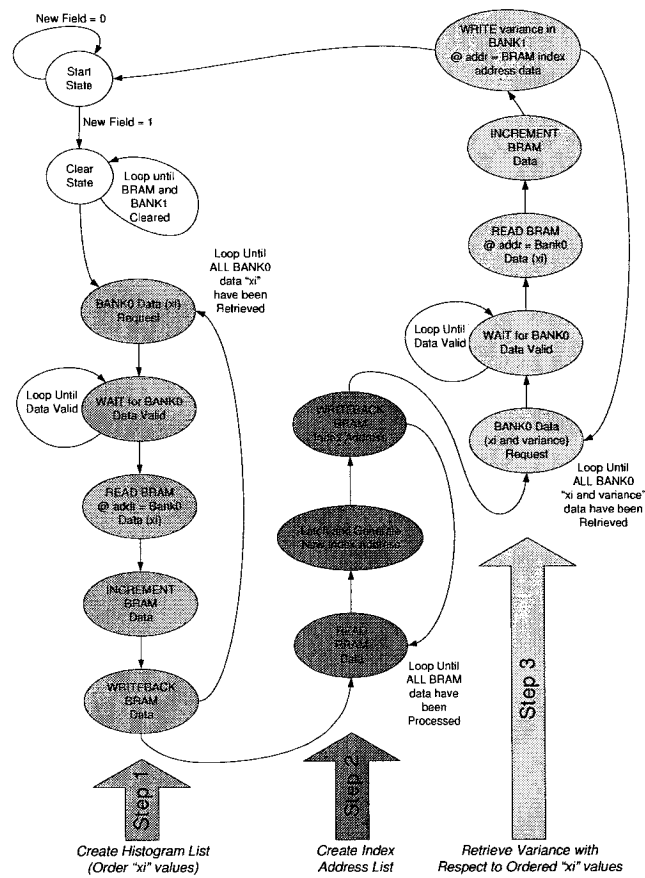 New Field = 0
Start
State
New Field = 1
Clear
State
Loop until
BRAM and
BANK1
Cleared
Loop Until
ALL BANK0
data "xi"
have been
Retrieved
BANK0 Data (xi)
Request
Loop Until
Data Valid
WAIT for BANK0
Data Valid
READ BRAM
@ addr = Bank0
Data (xi)
INCREMENT
BRAM
Data
WRITEBACK
BRAM
Data
Step 1
Create Histogram List
(Order "xi" values)
WRITEBACK
BRAM
Index Address
Latch and Generate
New Index Address
READ
BRAM
Data
Loop Until
ALL BRAM
data have
been
Processed
Step 2
Create Index
Address List
WRITE variance in
BANK1
@ addr = BRAM index
address data
INCREMENT
BRAM
Data
READ BRAM
@ addr = Bank0
Data (xi)
Loop Until
Data Valid
WAIT for BANK0
Data Valid
BANK0 Data
(xi and variance)
Request
Loop Until
ALL BANK0
"xi and variance"
data have been
Retrieved
Step 3
Retrieve Variance with
Respect to Ordered "xi" values